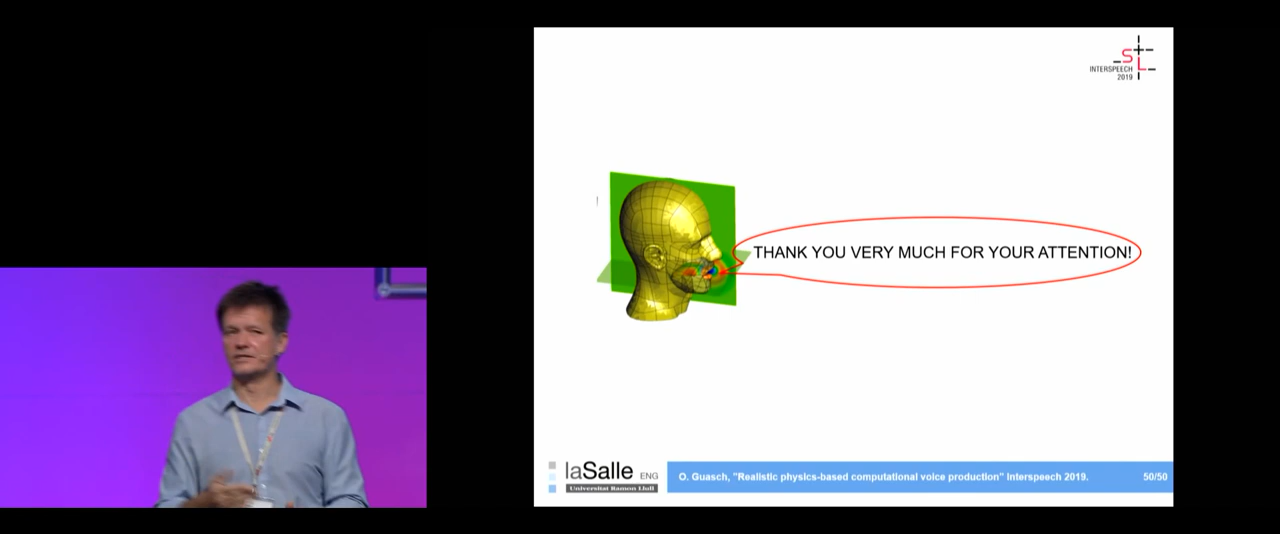 S
L
INTERSPEECH
2019
THANK YOU VERY MUCH FOR YOUR ATTENTION!
laSalle ENG
Universitat Ramon Llull
O. Guasch, "Realistic physics-based computational voice production" Interspeech 2019. 50/50